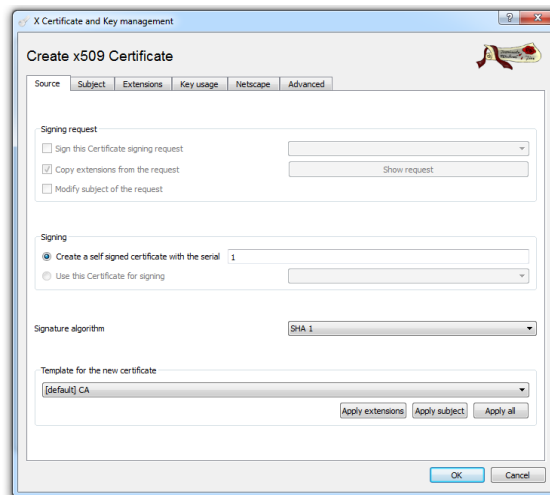 X Certificate and Key management
Create x509 Certificate
Source Subject Extensions Key usage Netscape Advanced
Signing request
Sign this Certificate signing request
Copy extensions from the request Show request
Modify subject of the request
Signing
Create a self signed certificate with the serial 1
Use this Certificate for signing
Signature algorithm SHA 1
Template for the new certificate
[default] CA
Apply extensions Apply subject Apply all
OK Cancel